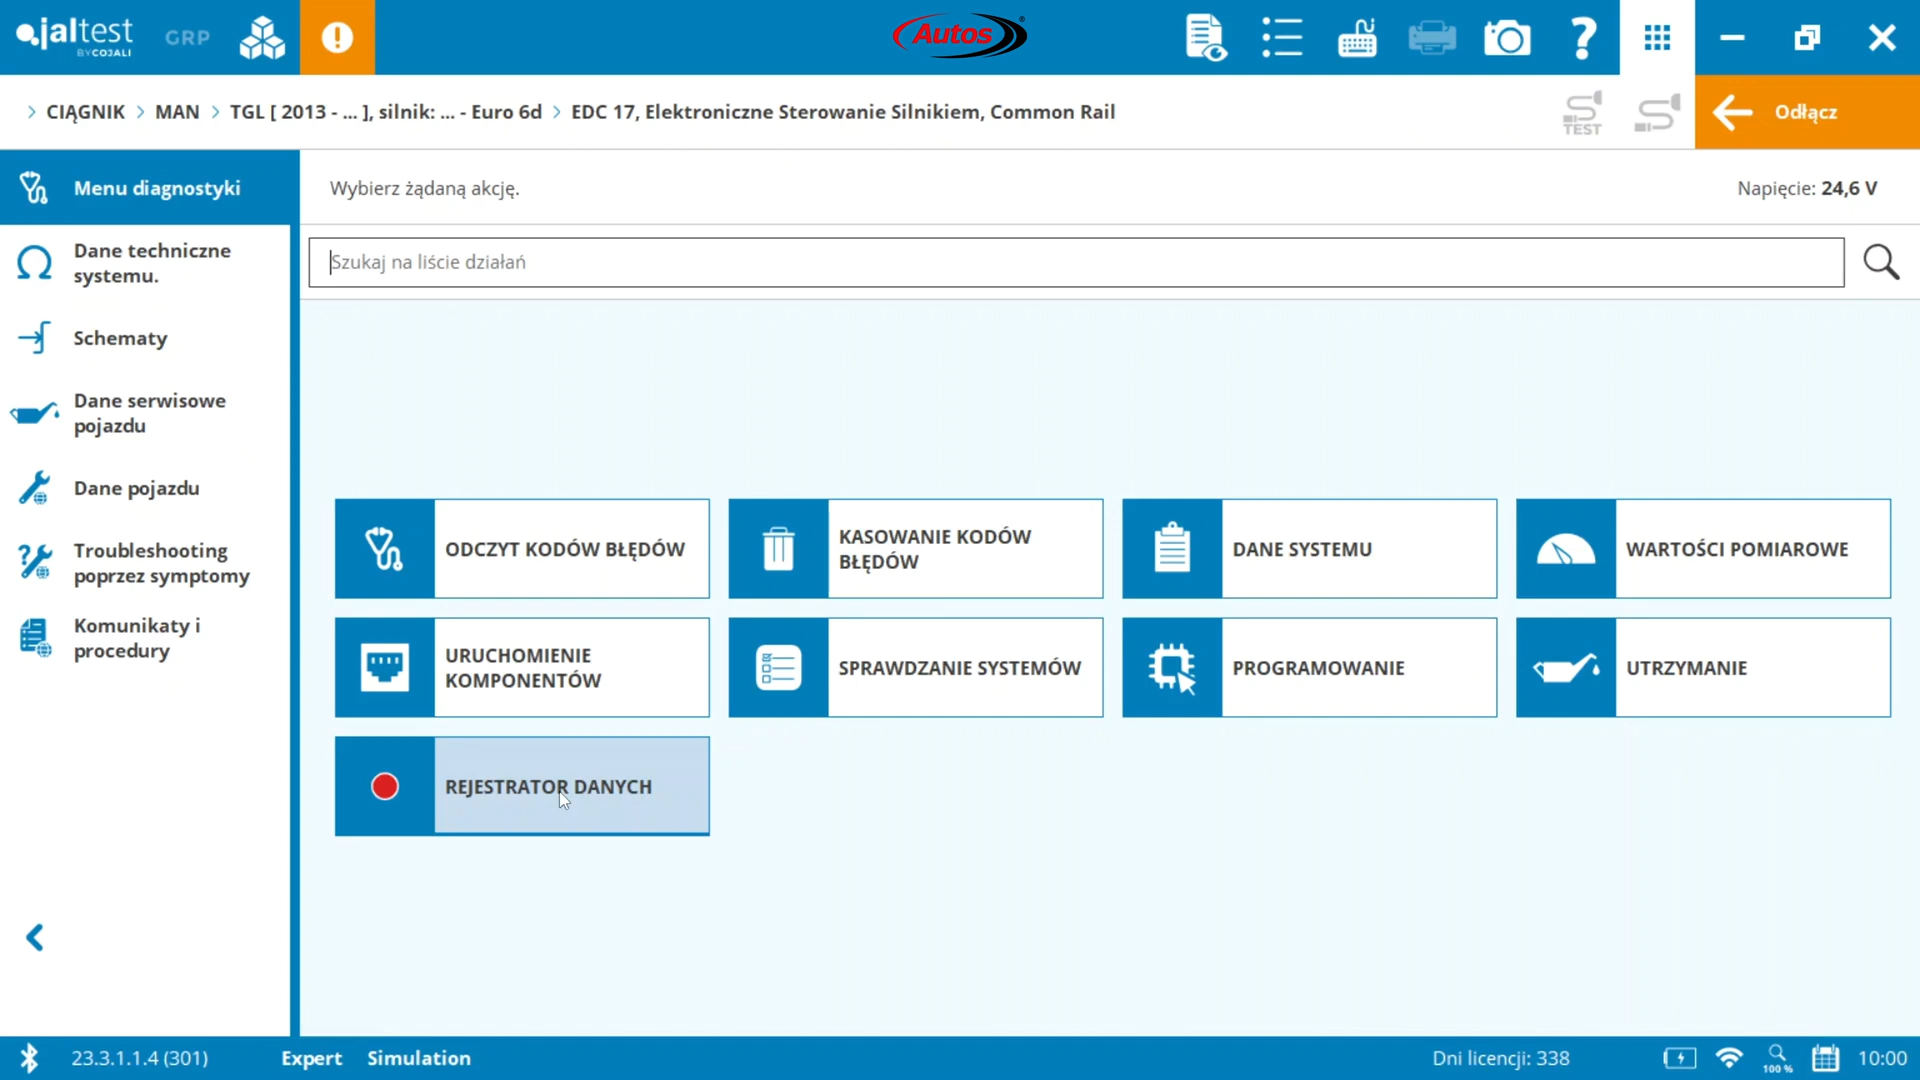 jaltest
BY COJALI
GRP
Autos
> CIĄGNIK > MAN > TGL [ 2013 - ... ], silnik: ... - Euro 6d > EDC 17, Elektroniczne Sterowanie Silnikiem, Common Rail
TEST
Odłącz
Menu diagnostyki
Dane techniczne
systemu.
Schematy
Dane serwisowe
pojazdu
Dane pojazdu
Troubleshooting
poprzez symptomy
Komunikaty i
procedury
Wybierz żądaną akcję.
Napięcie: 24,6 V
Szukaj na liście działań
ODCZYT KODÓW BŁĘDÓW
KASOWANIE KODÓW
BŁĘDÓW
DANE SYSTEMU
WARTOŚCI POMIAROWE
URUCHOMIENIE
KOMPONENTÓW
SPRAWDZANIE SYSTEMÓW
PROGRAMOWANIE
UTRZYMANIE
REJESTRATOR DANYCH
23.3.1.1.4 (301)
Expert
Simulation
Dni licencji: 338
100 %
10:00